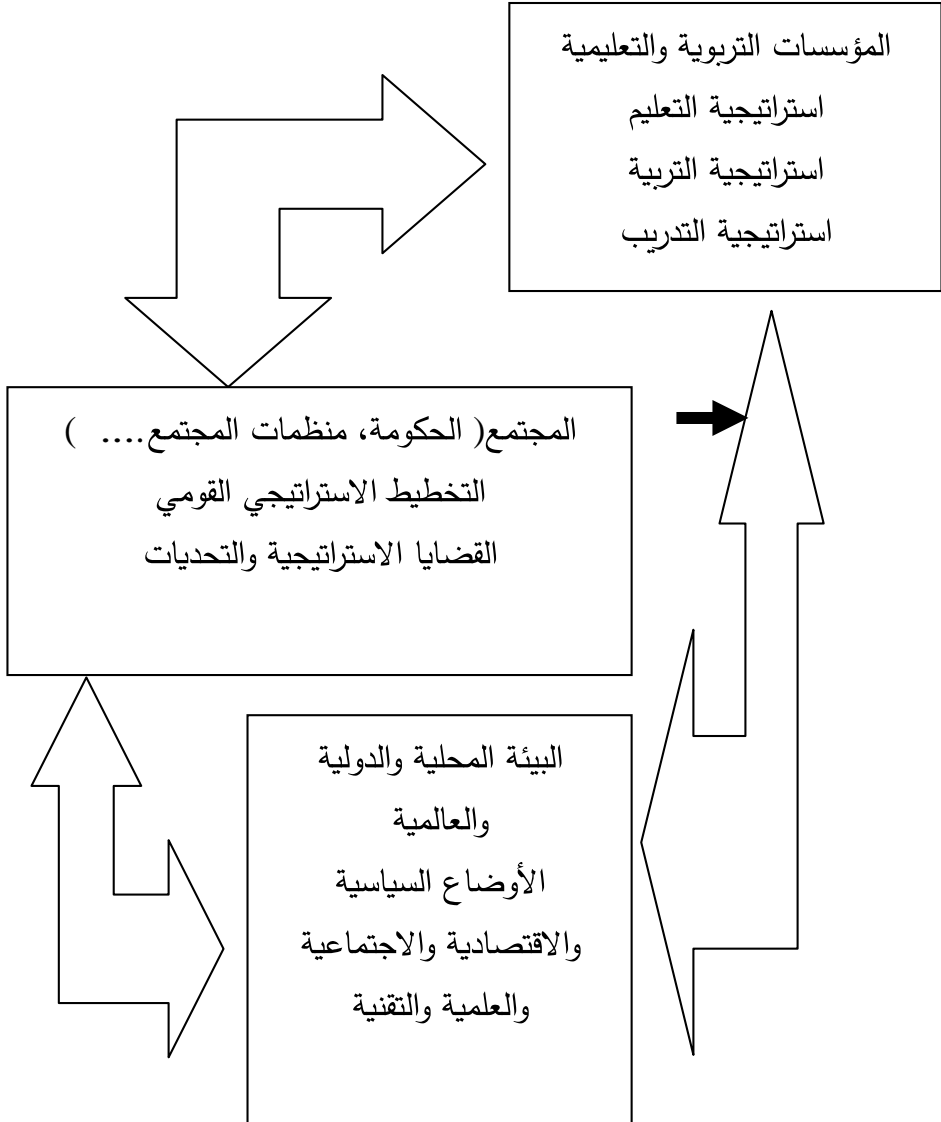 المؤسسات التربوية والتعليمية
استراتيجية التعليم
استراتيجية التربية
استراتيجية التدريب
المجتمع( الحكومة، منظمات المجتمع.... )
التخطيط الاستراتيجي القومي
القضايا الاستراتيجية والتحديات
البيئة المحلية والدولية
والعالمية
الأوضاع السياسية
والاقتصادية والاجتماعية
والعلمية والتقنية